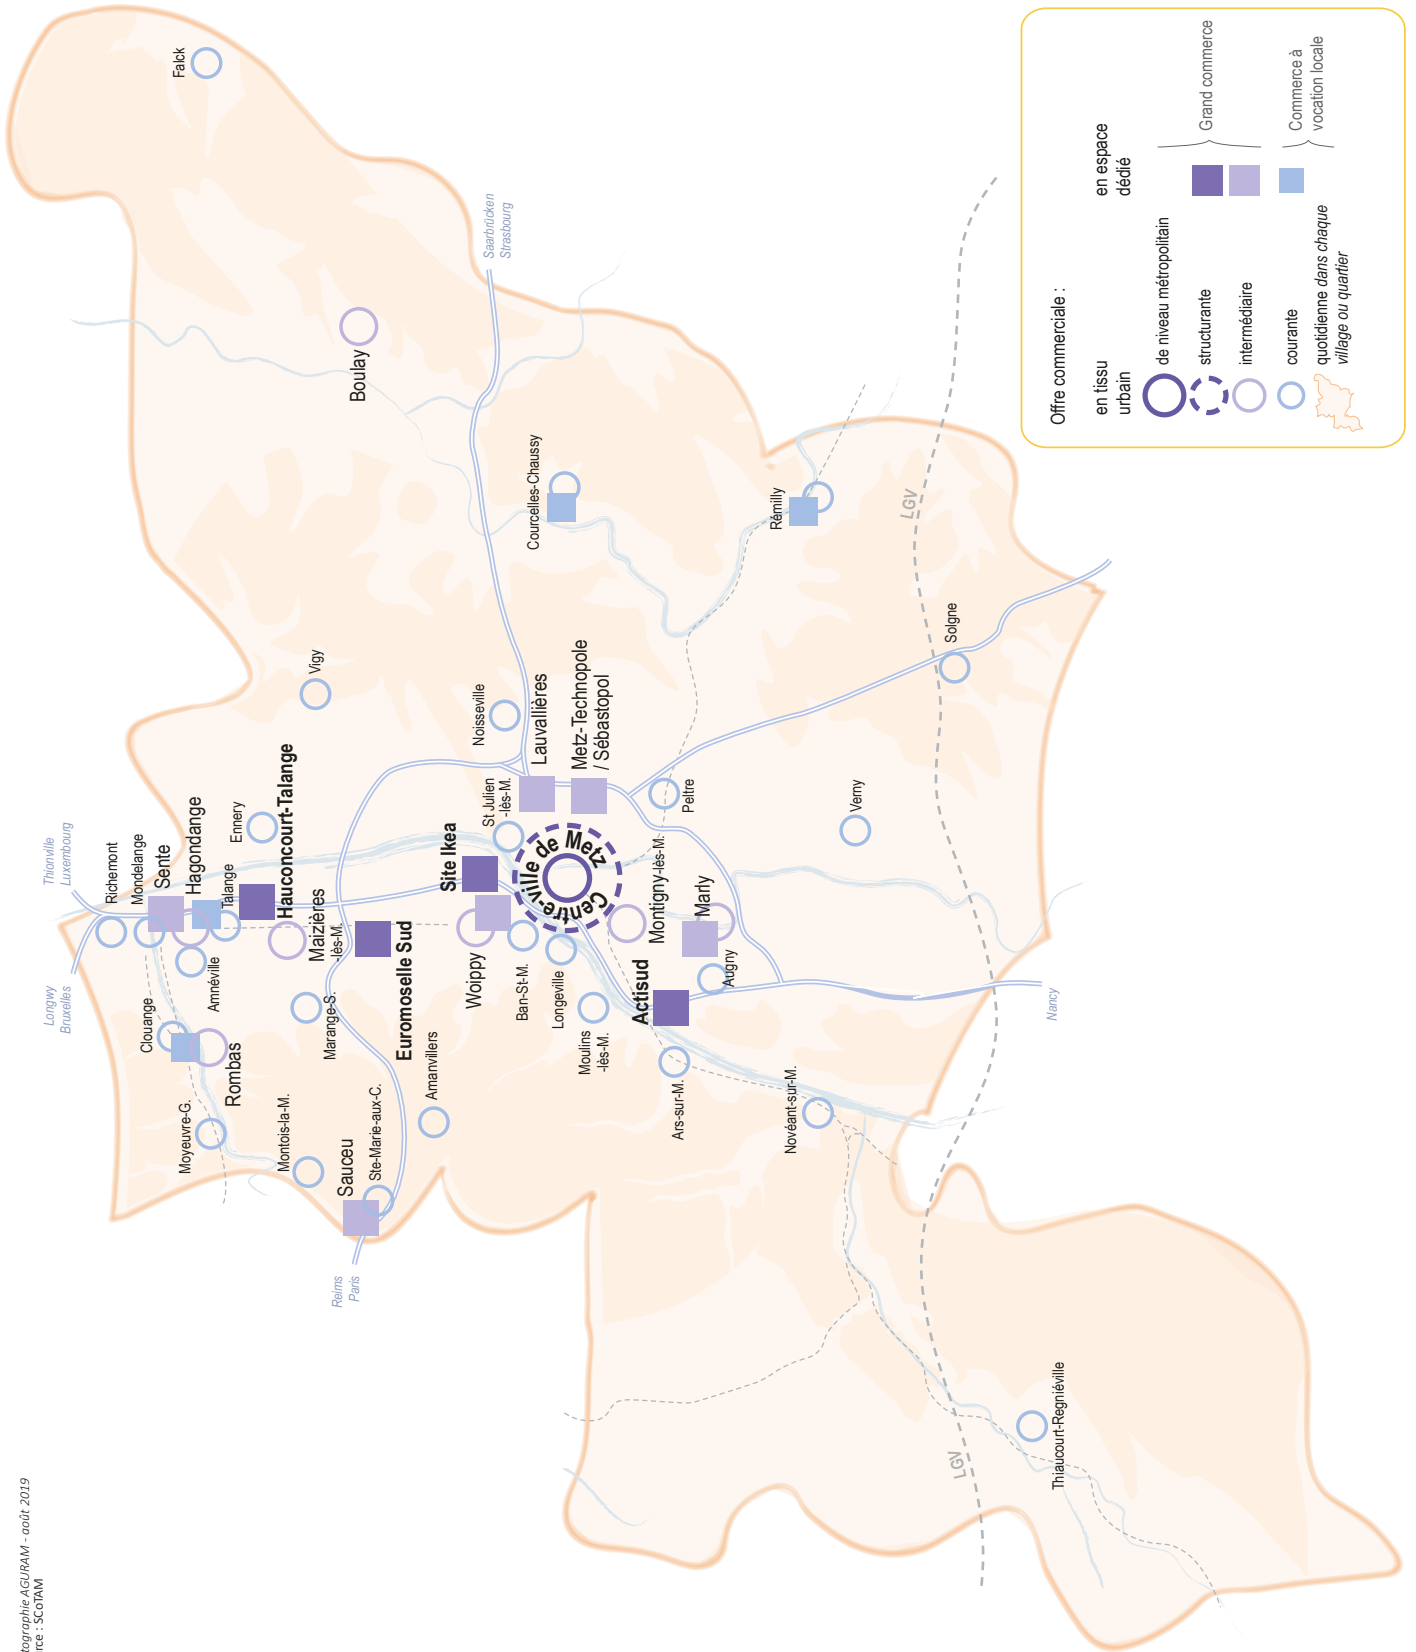 Falck
Boulay
Saarbrücken
Strasbourg
Courcelles-Chaussy
Rémilly
LGV
Solgne
Vigy
Noisseville
Lauvallières
Metz-Technopole
/ Sébastopol
St Julien
-lès-M.
Peltre
Verny
Thionville
Luxembourg
Longwy
Bruxelles
Richemont
Mondelange
Sente
Hagondange
Talange
Ennery
Hauconcourt-Talange
Maizières
-lès-M.
Site Ikea
Centre-ville de Metz
Woippy
Ban-St-M.
Longeville
Montigny-lès-M.
Marly
Augny
Actisud
Moulins
-lès-M.
Euromoselle Sud
Marange-S.
Amnéville
Clouange
Rombas
Moyeuvre-G.
Montois-la-M.
Amanvillers
Sauceu
Ste-Marie-aux-C.
Reims
Paris
Ars-sur-M.
Novéant-sur-M.
Nancy
LGV
Thiaucourt-Regniéville
Offre commerciale :
en tissu
urbain
en espace
dédié
de niveau métropolitain
structurante
intermédiaire
courante
quotidienne dans chaque
village ou quartier
Grand commerce
Commerce à
vocation locale
tographie AGURAM - août 2019
rce : SCoTAM